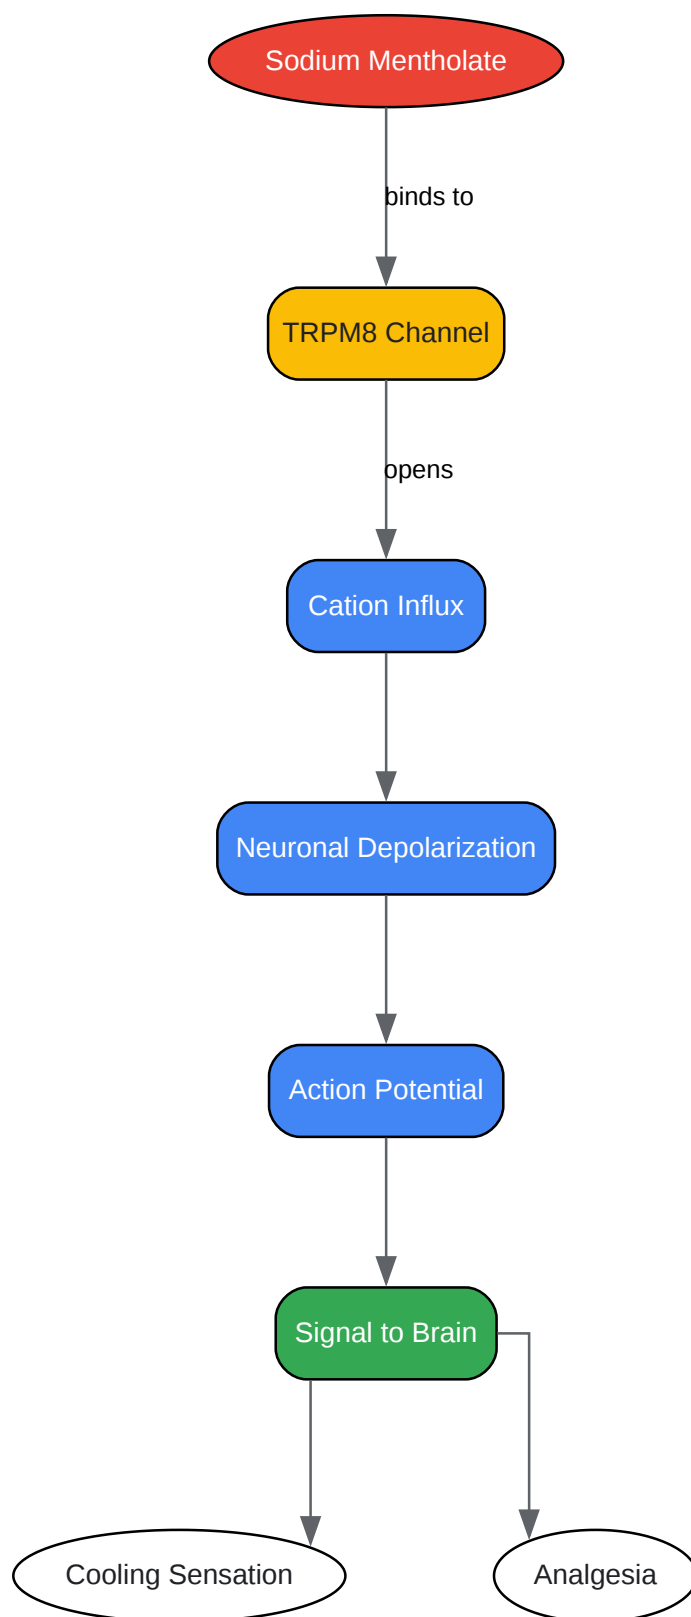 Sodium Mentholate
binds to
TRPM8 Channel
opens
Cation Influx
Neuronal Depolarization
Action Potential
Signal to Brain
Cooling Sensation
Analgesia